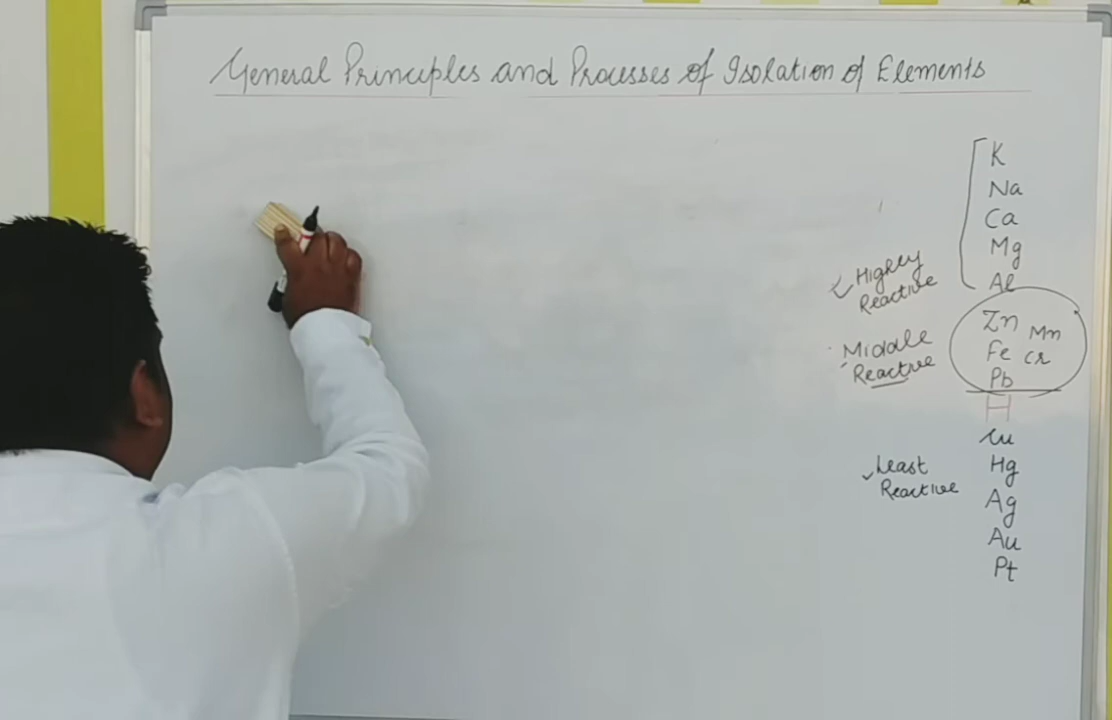 General Principles and Processes of Isolation of Elements
K
Na
Ca
Mg
Al
Highly
Reactive
Zn Mn
Fe Cr
Pb
Middle
Reactive
H
Cu
Hg
Ag
Au
Pt
Least
Reactive